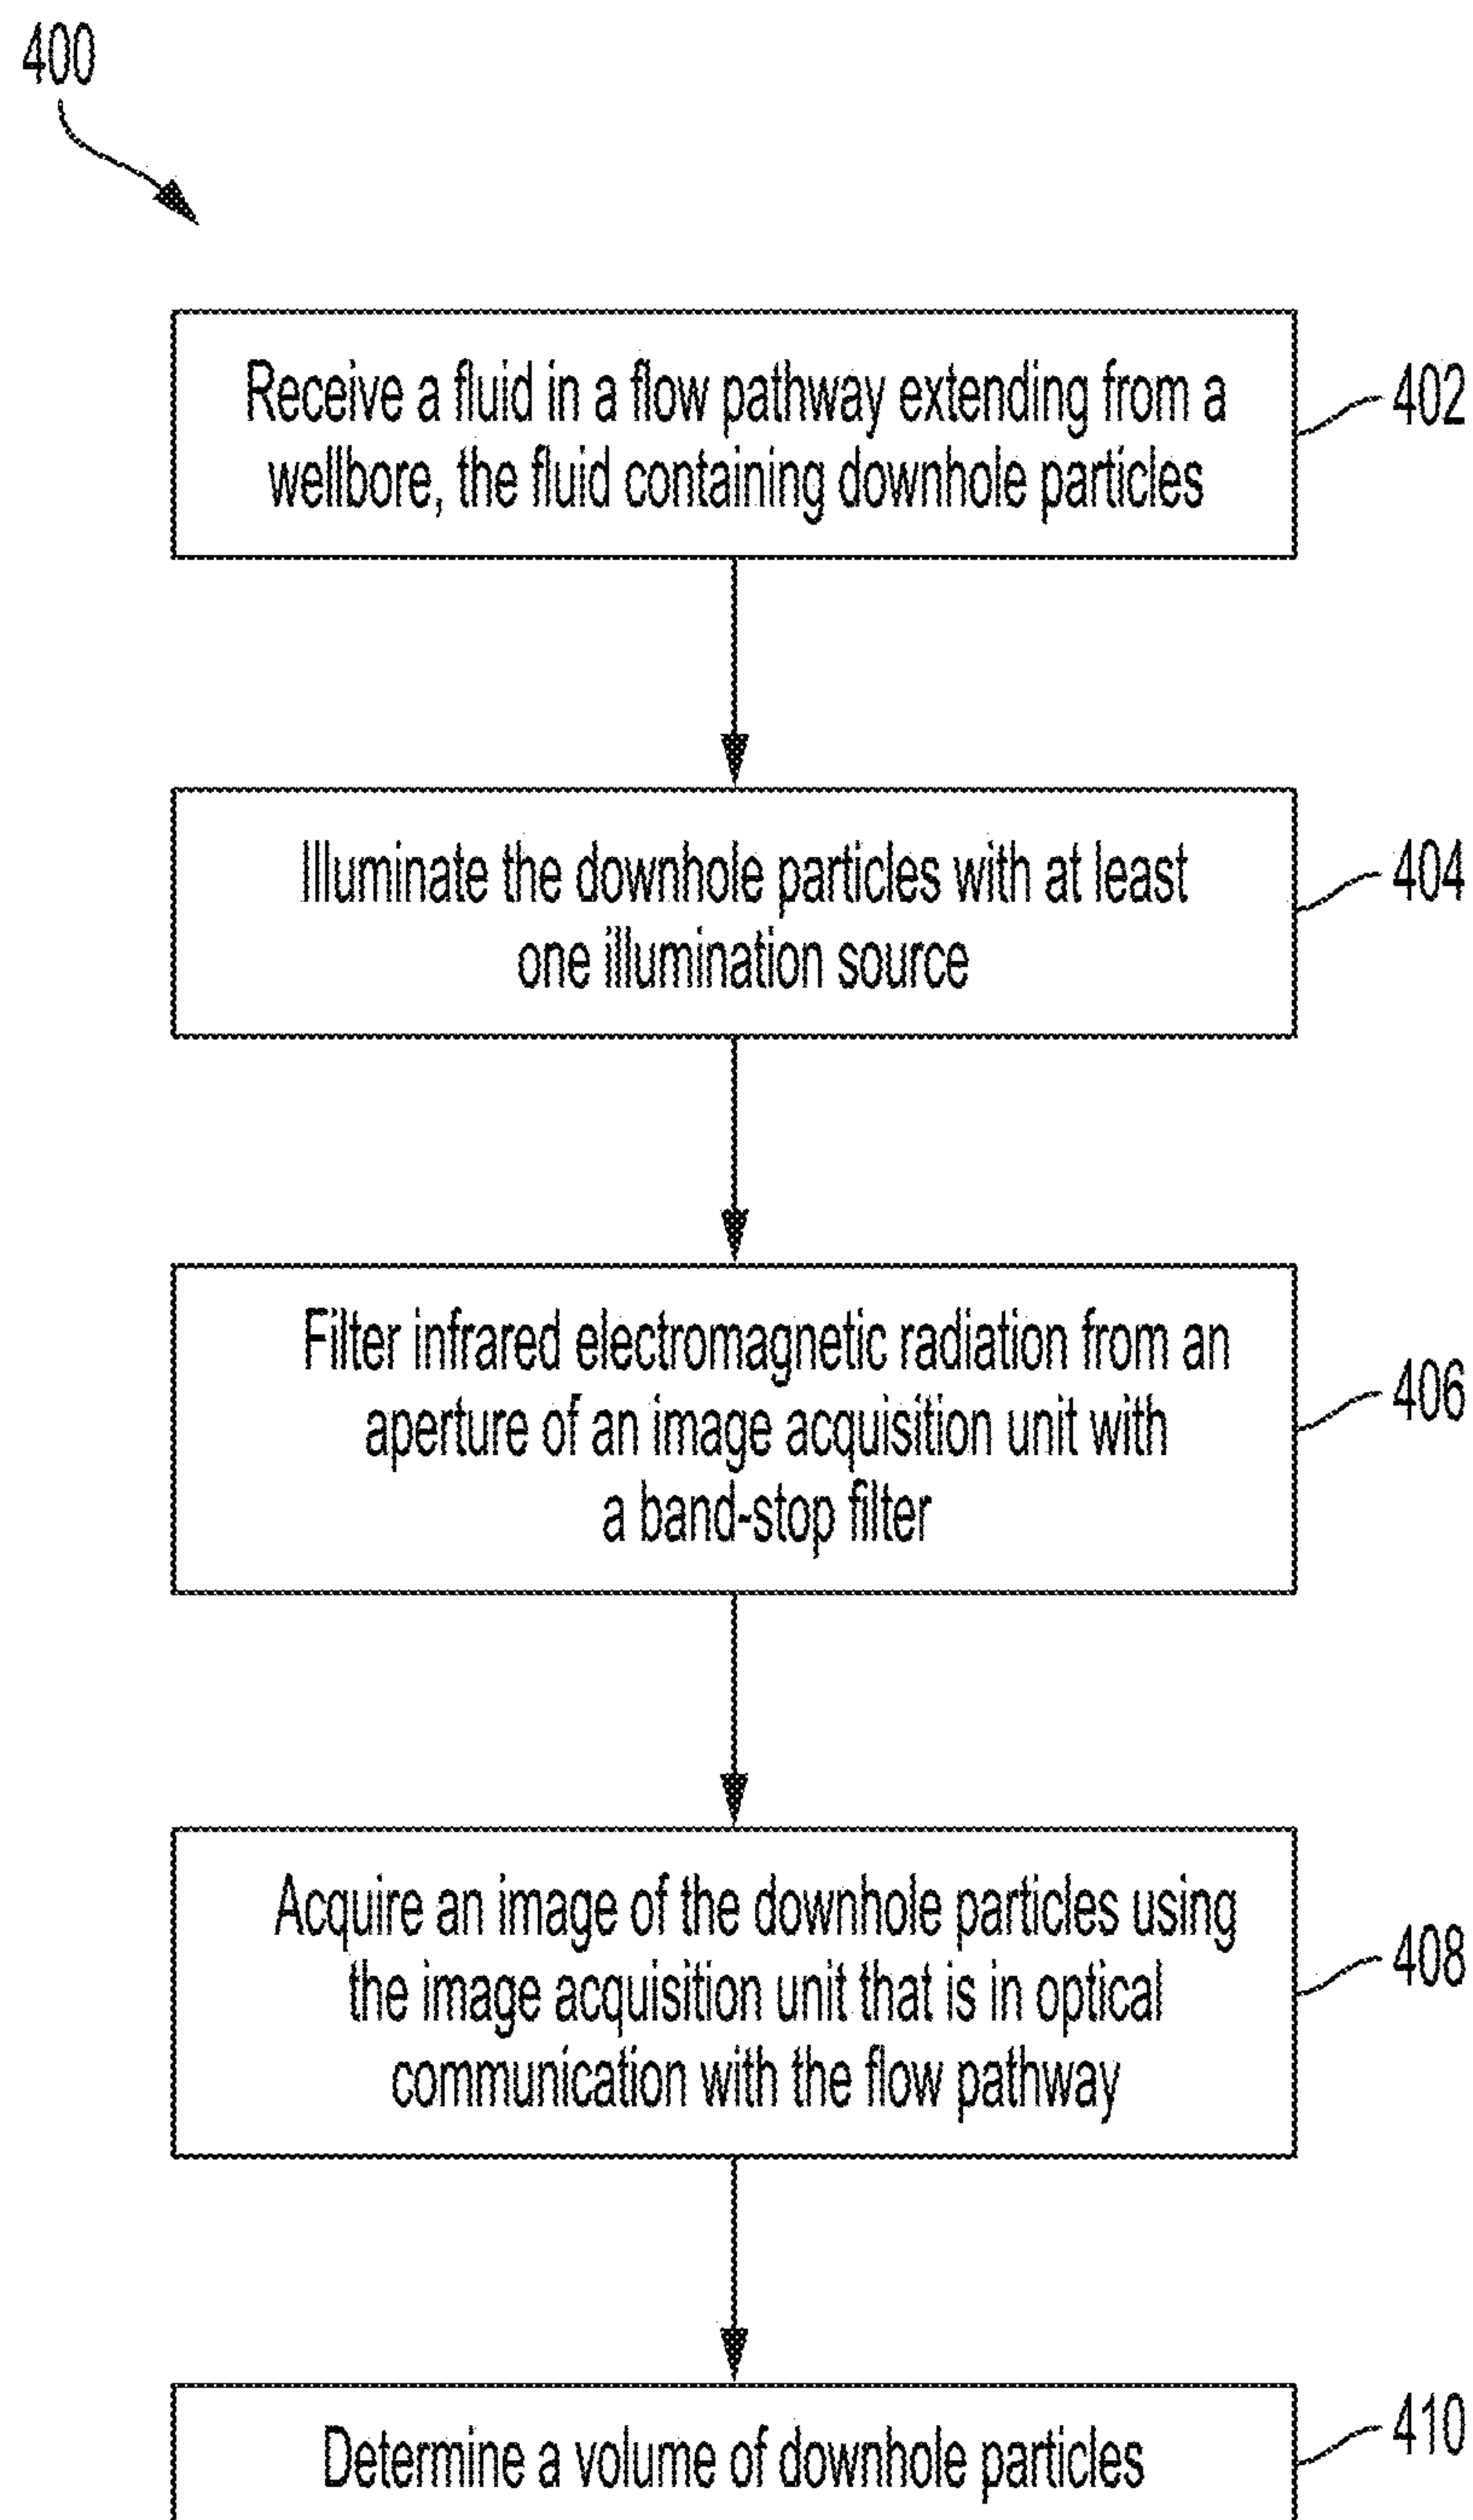 400
Receive a fluid in a flow pathway extending from a
wellbore, the fluid containing downhole particles
402
Illuminate the downhole particles with at least
one illumination source
404
Filter infrared electromagnetic radiation from an
aperture of an image acquisition unit with
a band-stop filter
406
Acquire an image of the downhole particles using
the image acquisition unit that is in optical
communication with the flow pathway
408
Determine a volume of downhole particles
410